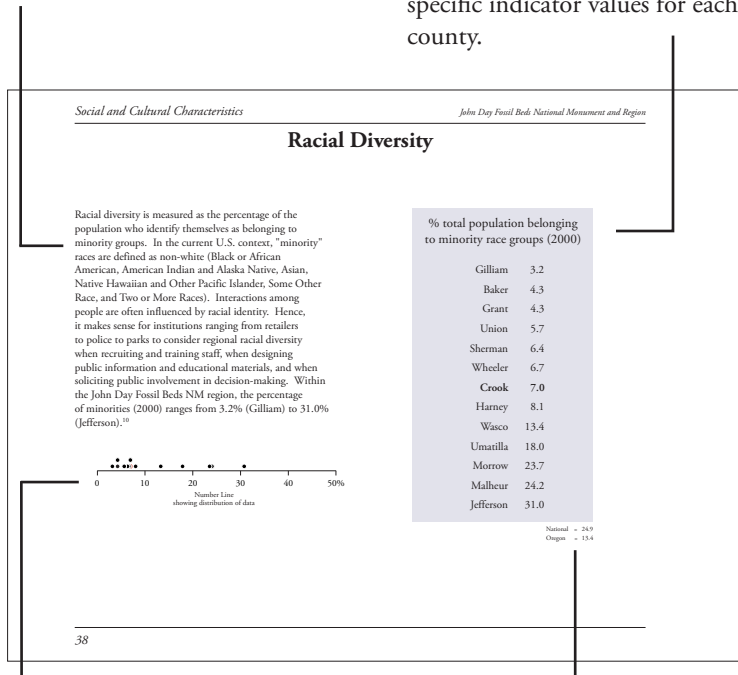 specific indicator values for each
county.
Social and Cultural Characteristics
John Day Fossil Beds National Monument and Region
Racial Diversity
Racial diversity is measured as the percentage of the
population who identify themselves as belonging to
minority groups.  In the current U.S. context, "minority"
races are defined as non-white (Black or African
American, American Indian and Alaska Native, Asian,
Native Hawaiian and Other Pacific Islander, Some Other
Race, and Two or More Races).  Interactions among
people are often influenced by racial identity.  Hence,
it makes sense for institutions ranging from retailers
to police to parks to consider regional racial diversity
when recruiting and training staff, when designing
public information and educational materials, and when
soliciting public involvement in decision-making.  Within
the John Day Fossil Beds NM region, the percentage
of minorities (2000) ranges from 3.2% (Gilliam) to 31.0%
(Jefferson).10
0 10 20 30 40 50%
Number Line
showing distribution of data
% total population belonging
to minority race groups (2000)
Gilliam 3.2
Baker 4.3
Grant 4.3
Union 5.7
Sherman 6.4
Wheeler 6.7
Crook 7.0
Harney 8.1
Wasco 13.4
Umatilla 18.0
Morrow 23.7
Malheur 24.2
Jefferson 31.0
National = 24.9
Oregon = 13.4
38